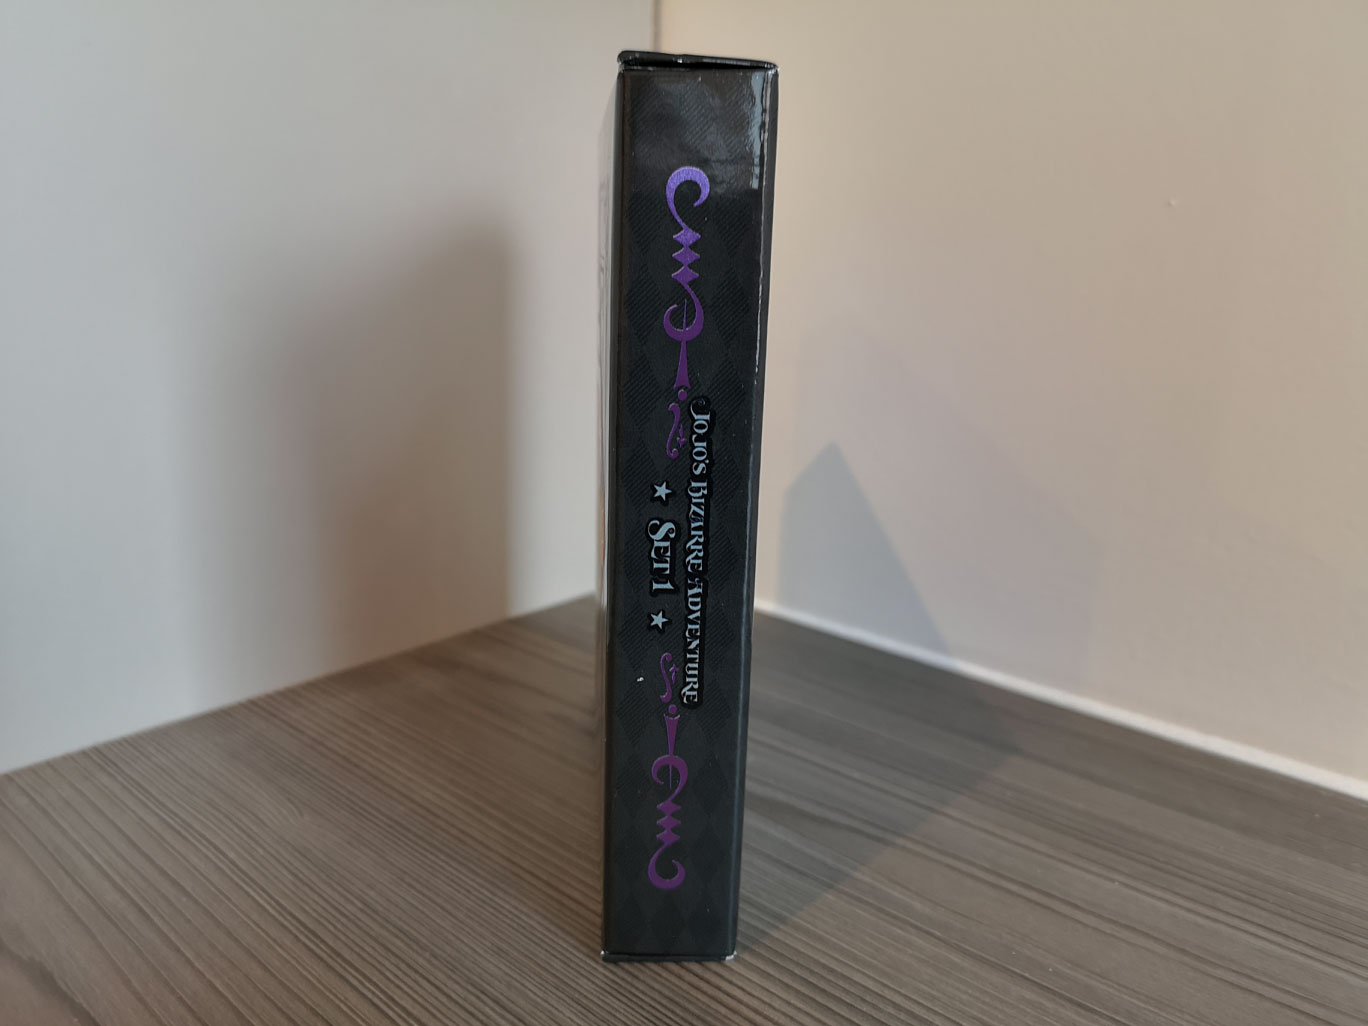 JoJo's Bizarre Adventure
★ Set 1 ★